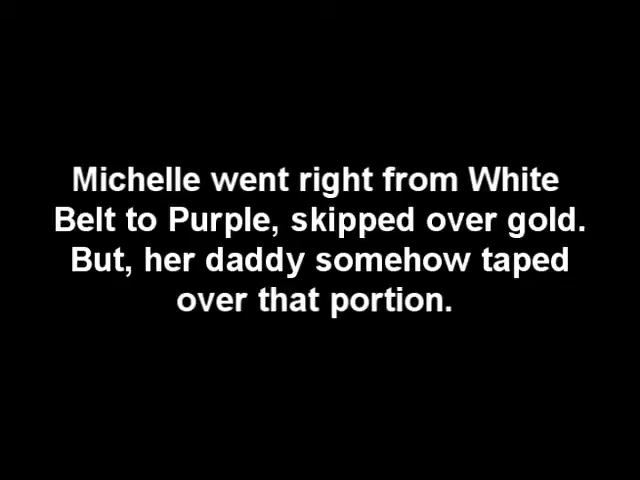 Michelle went right from White
Belt to Purple, skipped over gold.
But, her daddy somehow taped
over that portion.